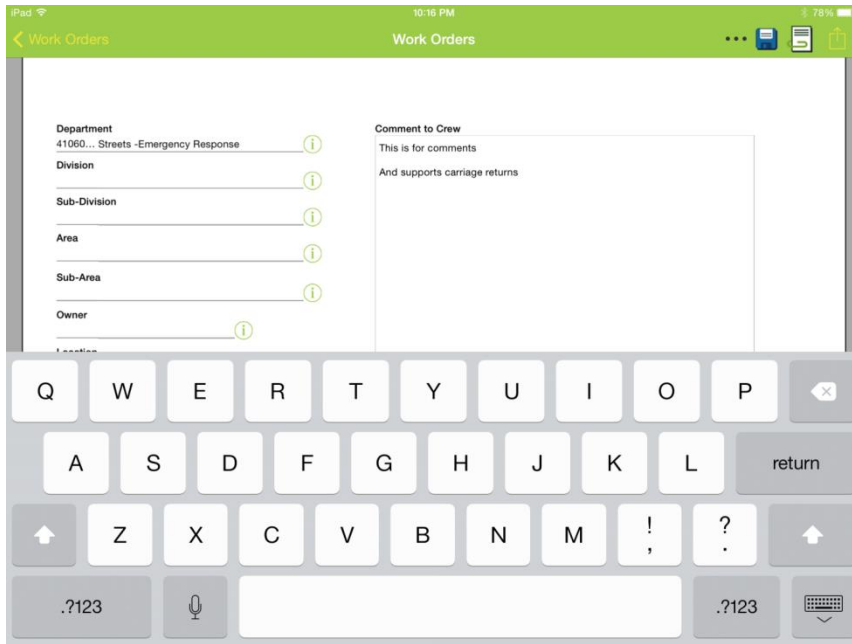 iPad 10:16 PM 78%
Work Orders Work Orders
Department
41060... Streets -Emergency Response
Division
Sub-Division
Area
Sub-Area
Owner
Location
Comment to Crew
This is for comments
And supports carriage returns
Q W E R T Y U I O P
A S D F G H J K L return
Z X C V B N M ! , ? .
.?123 .?123